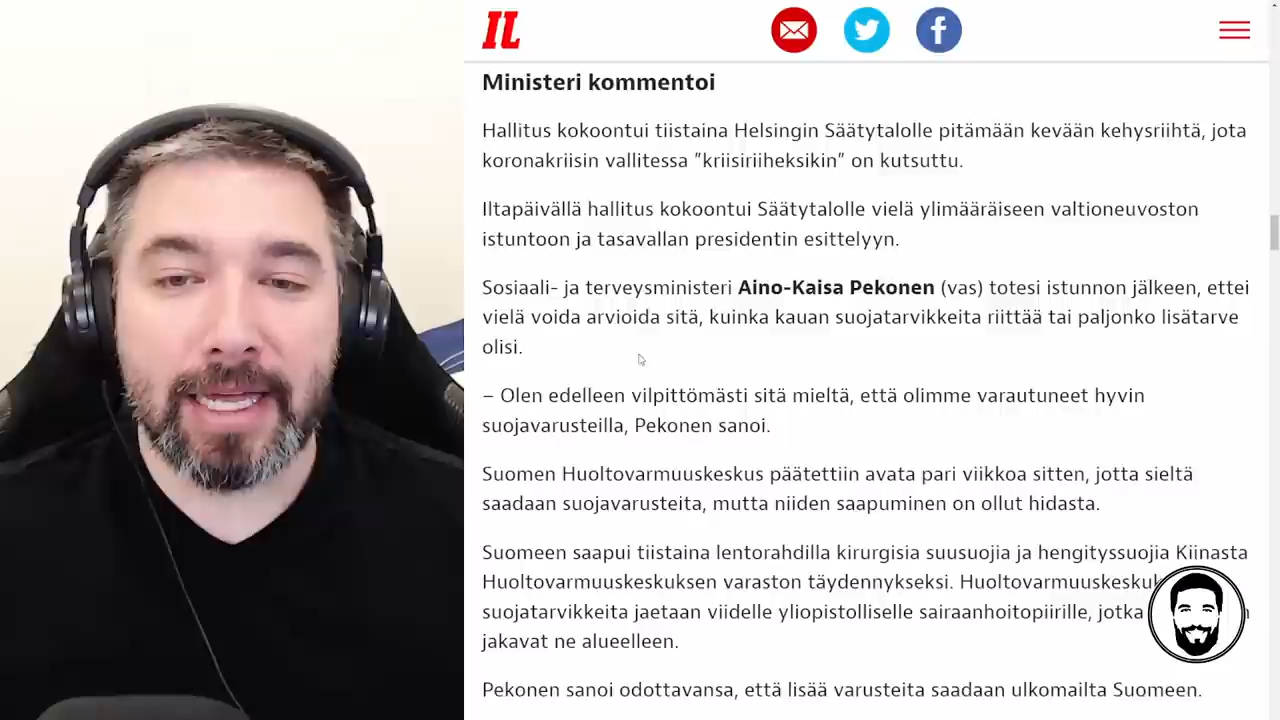 IL
Ministeri kommentoi
Hallitus kokoontui tiistaina Helsingin Säätytalolle pitämään kevään kehysriihtä, jota
koronakriisin vallitessa ”kriisiriiheksikin” on kutsuttu.
Iltapäivällä hallitus kokoontui Säätytalolle vielä ylimääräiseen valtioneuvoston
istuntoon ja tasavallan presidentin esittelyyn.
Sosiaali- ja terveysministeri Aino-Kaisa Pekonen (vas) totesi istunnon jälkeen, ettei
vielä voida arvioida sitä, kuinka kauan suojatarvikkeita riittää tai paljonko lisätarve
olisi.
– Olen edelleen vilpittömästi sitä mieltä, että olimme varautuneet hyvin
suojavarusteilla, Pekonen sanoi.
Suomen Huoltovarmuuskeskus päätettiin avata pari viikkoa sitten, jotta sieltä
saadaan suojavarusteita, mutta niiden saapuminen on ollut hidasta.
Suomeen saapui tiistaina lentorahdilla kirurgisia suusuojia ja hengityssuojia Kiinasta
Huoltovarmuuskeskuksen varaston täydennykseksi.
suojatarvikkeita jaetaan viidelle yliopistolliselle sairaanhoitopiirille, jotka
jakavat ne alueelleen.
Pekonen sanoi odottavansa, että lisää varusteita saadaan ulkomailta Suomeen.